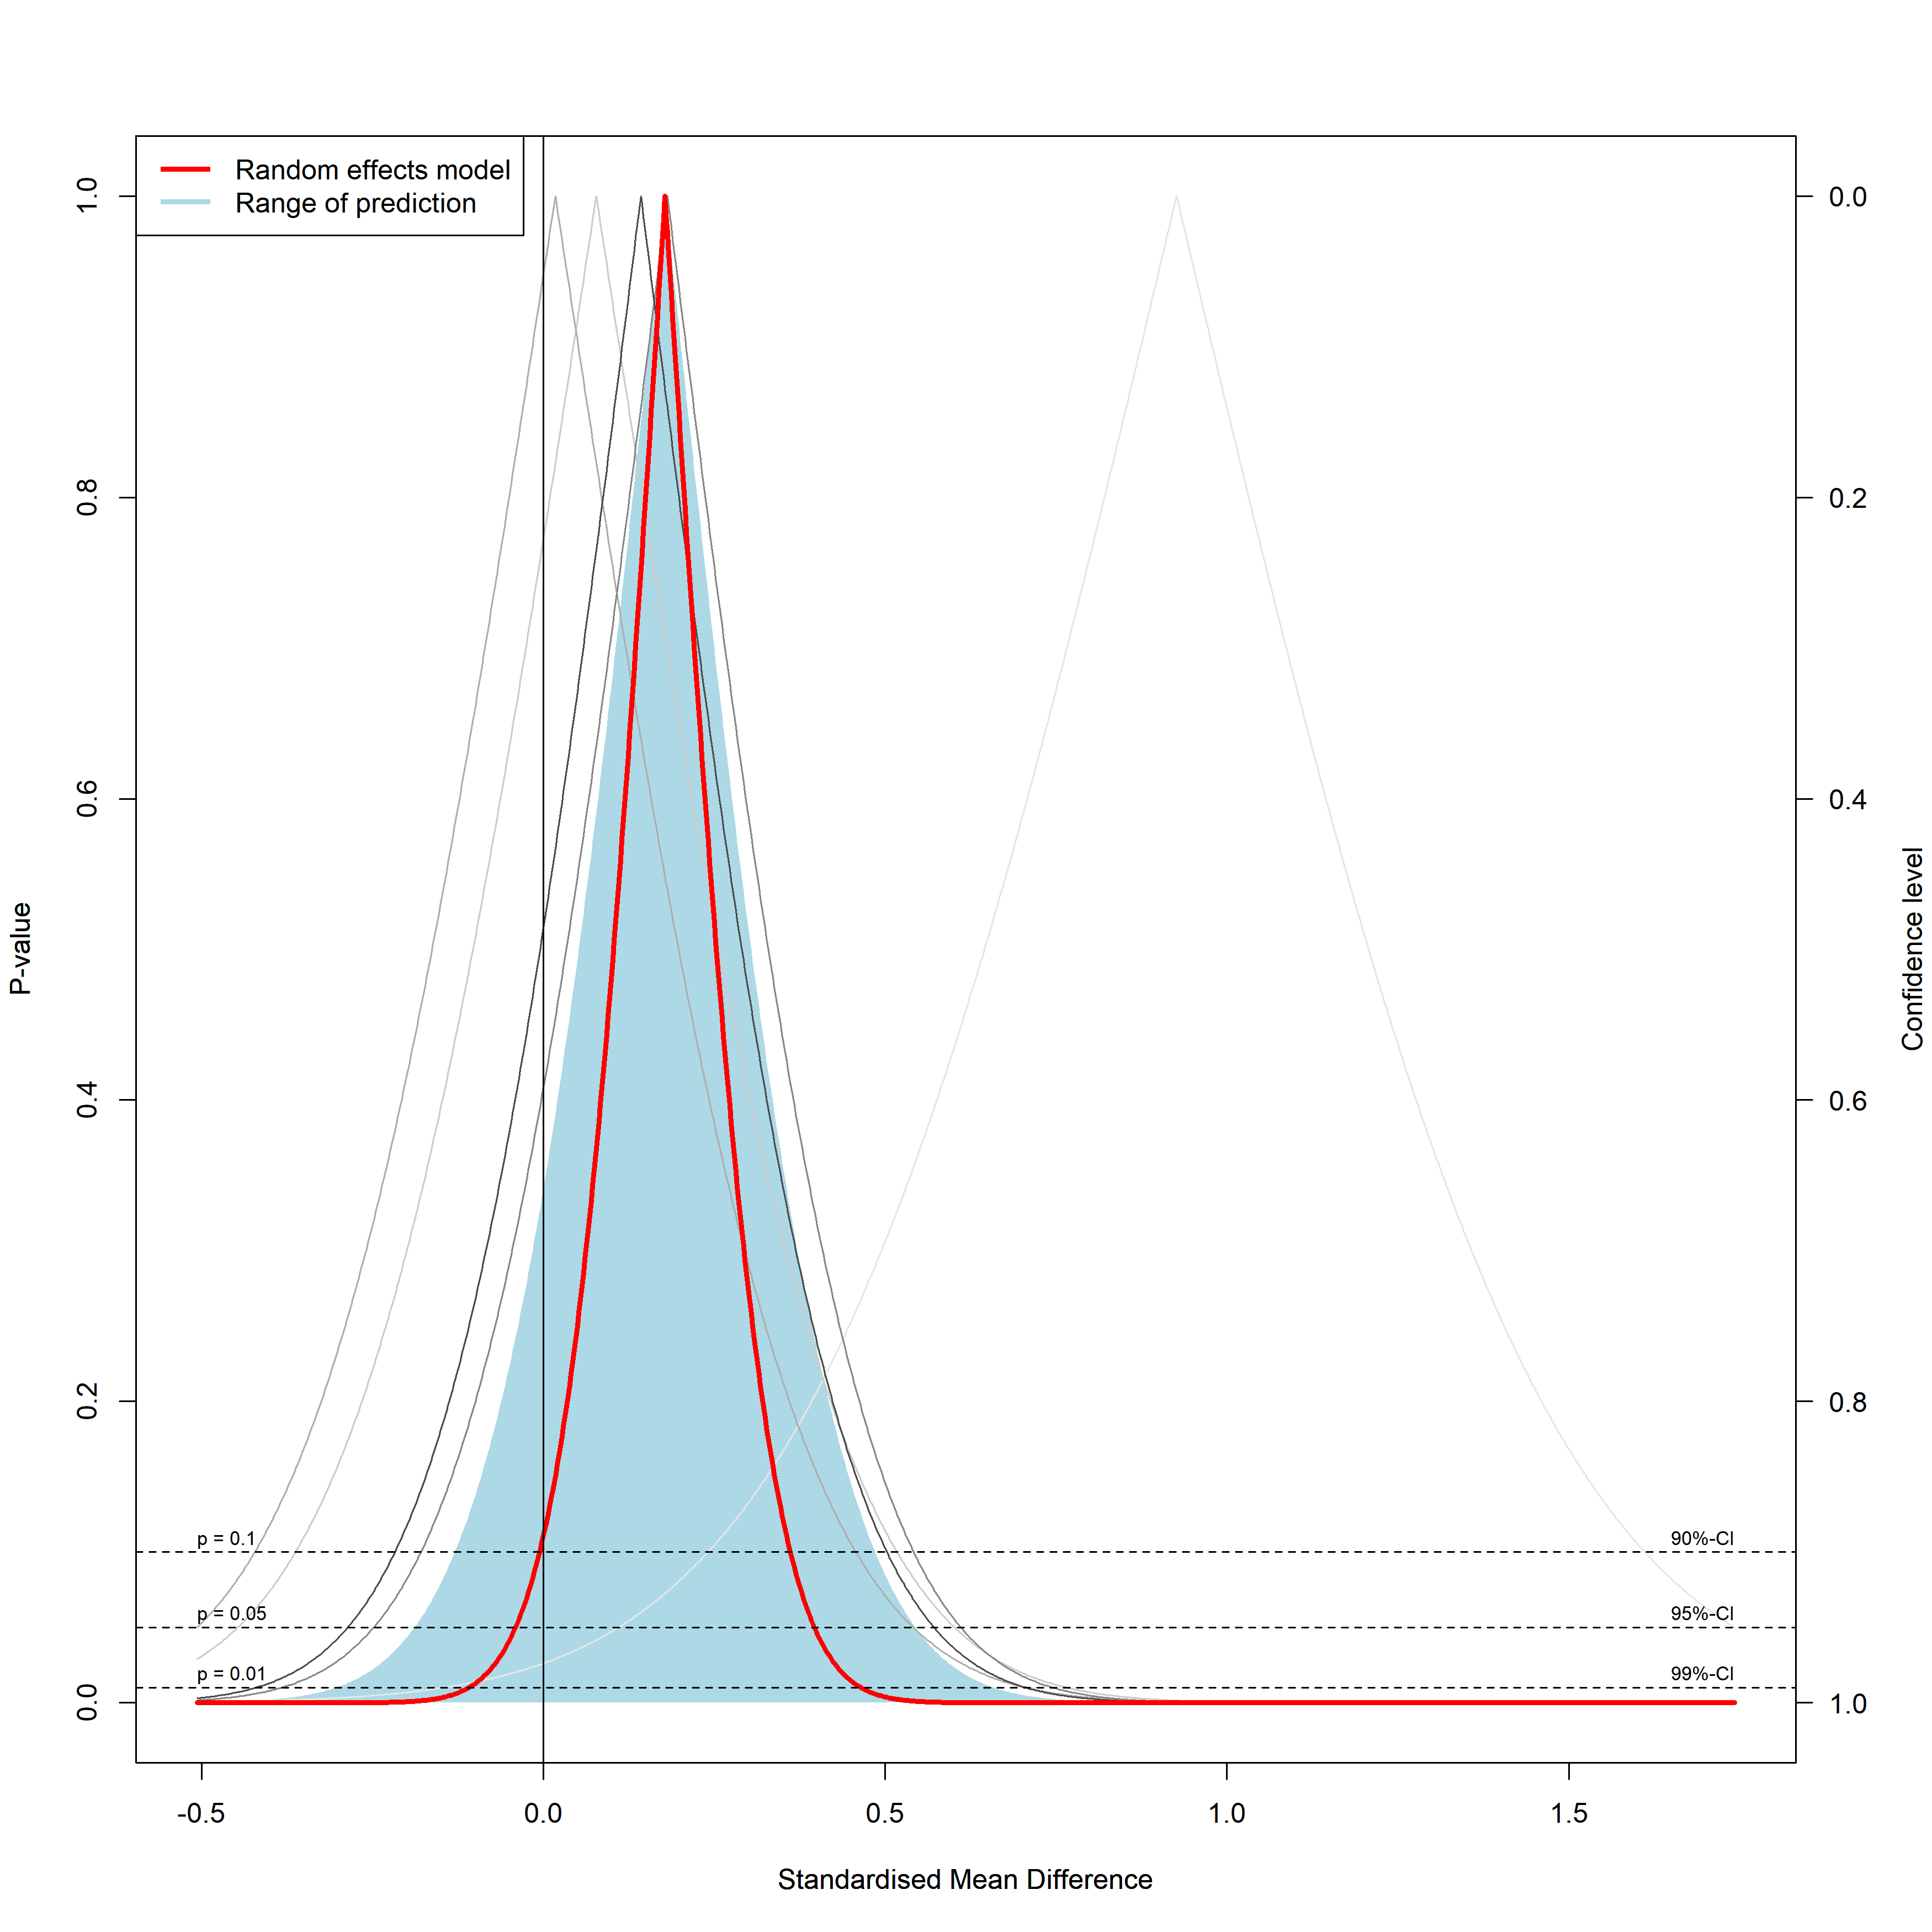 Random effects model
Range of prediction
1.0
0.8
0.6
0.4
0.2
0.0
P-value
0.0
0.2
0.4
0.6
0.8
1.0
Confidence level
p = 0.1
90%-CI
p = 0.05
95%-CI
p = 0.01
99%-CI
-0.5
0.0
0.5
1.0
1.5
Standardised Mean Difference